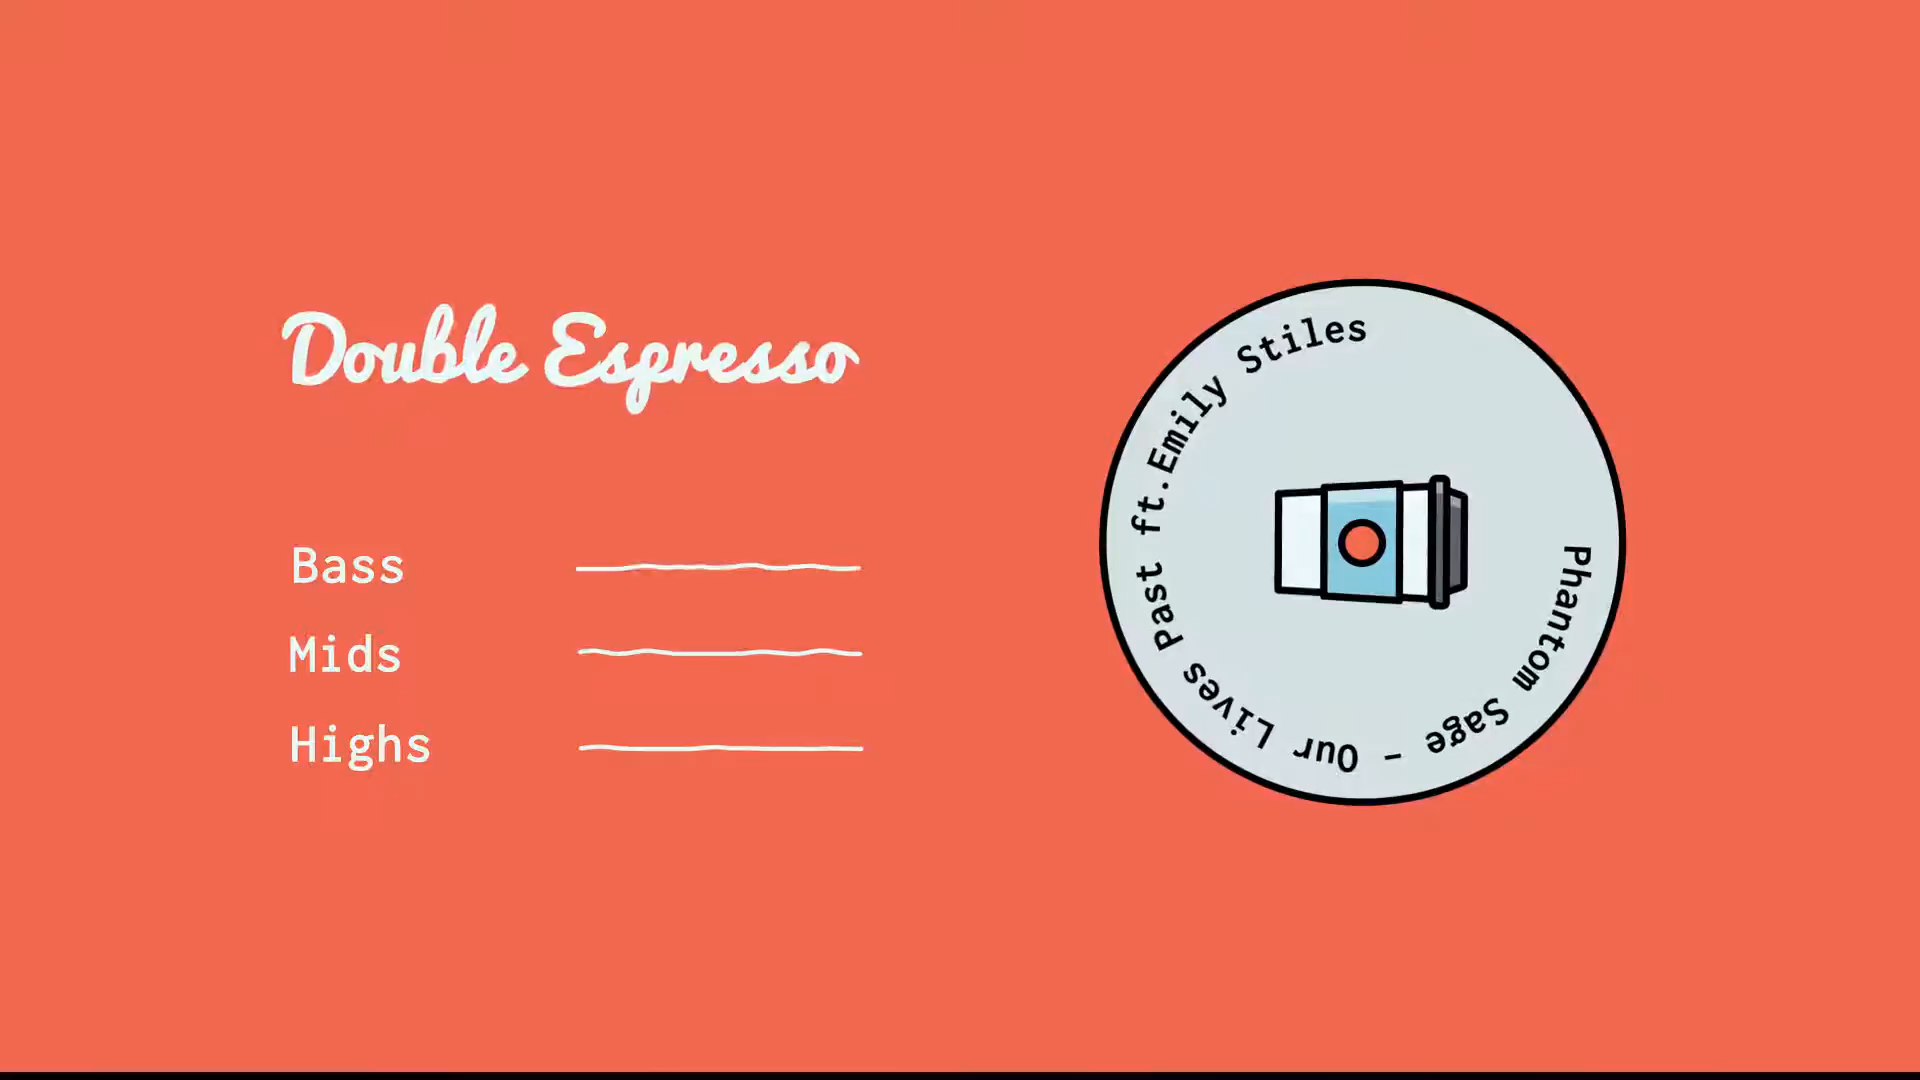 Double Espresso
Bass
Mids
Highs
Phantom Sage - Our Lives Past ft.Emily Stiles